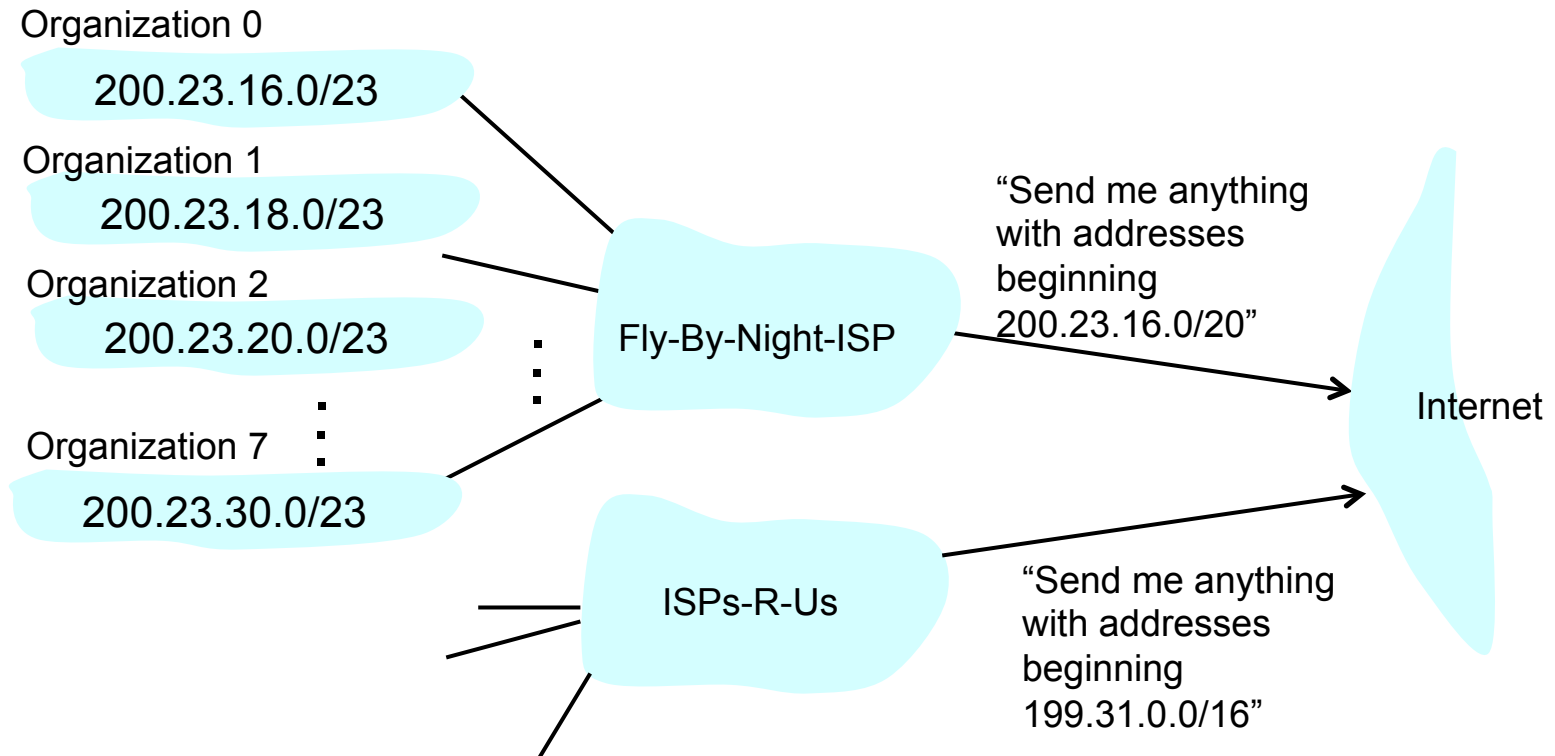 Organization 0
200.23.16.0/23
Organization 1
200.23.18.0/23
Organization 2
200.23.20.0/23
Organization 7
200.23.30.0/23
Fly-By-Night-ISP
ISPs-R-Us
“Send me anything
with addresses
beginning
200.23.16.0/20”
“Send me anything
with addresses
beginning
199.31.0.0/16”
Internet